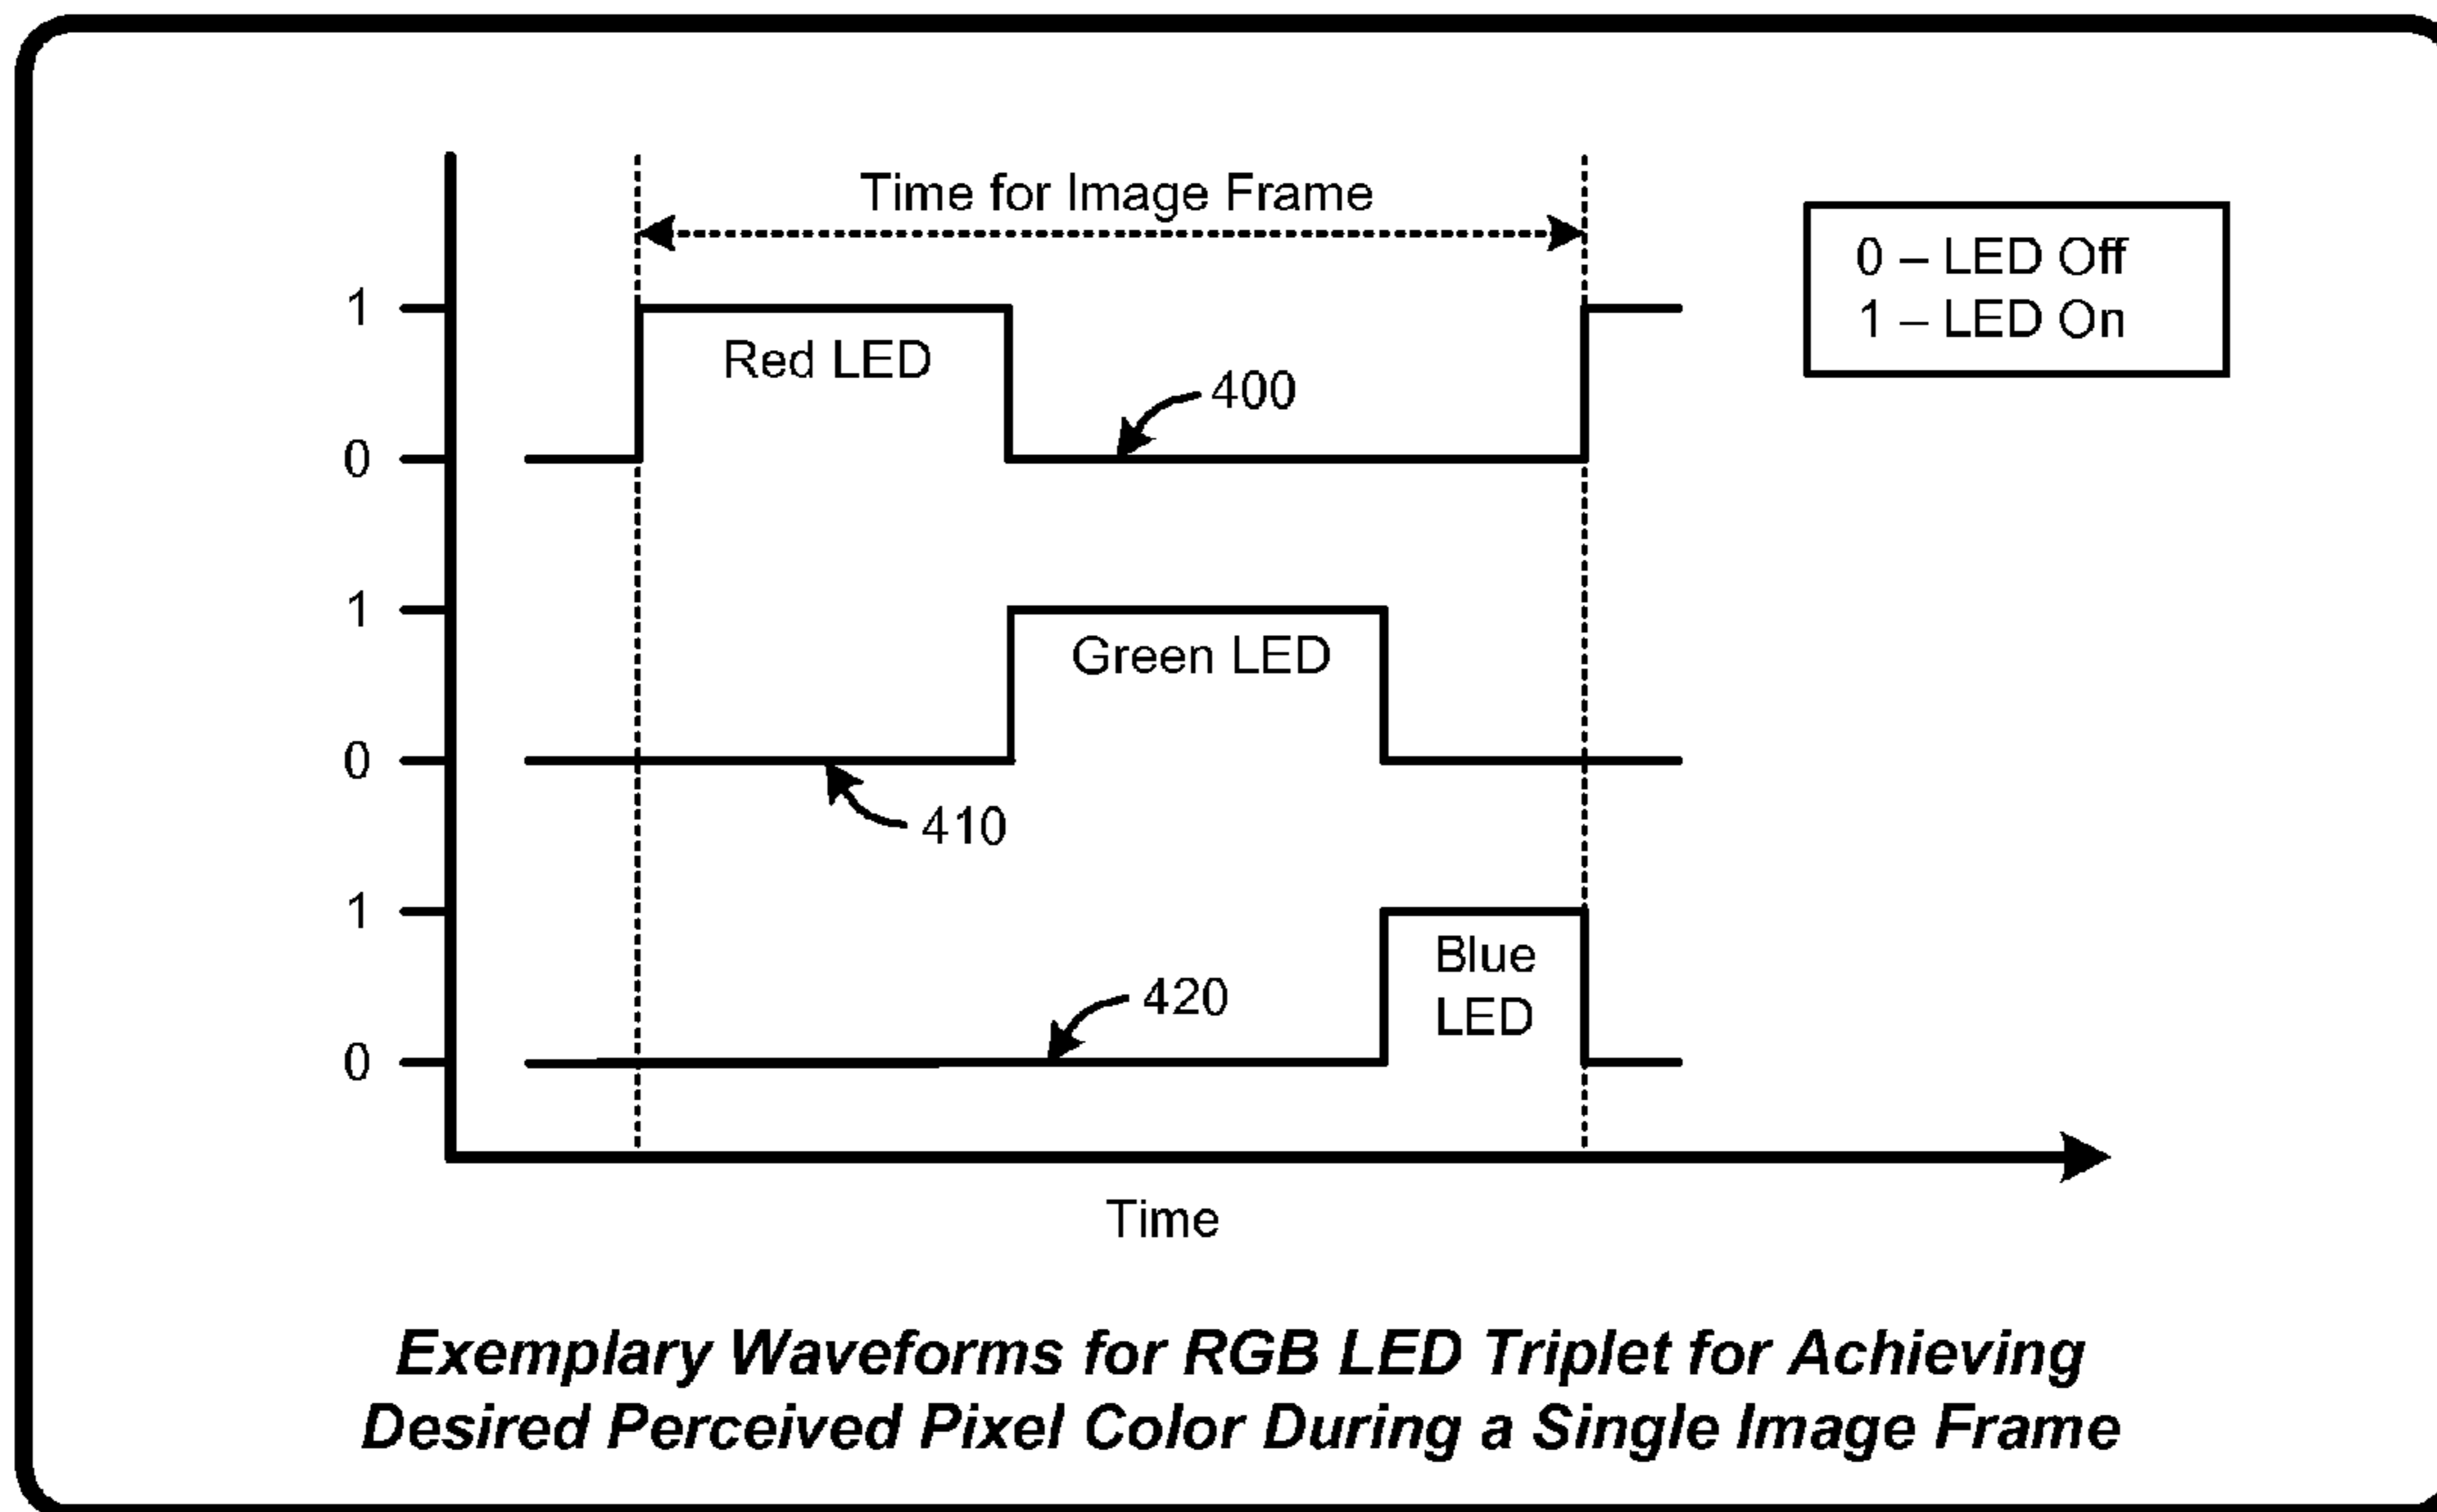 Time for Image Frame
0 – LED Off
1 – LED On
1
Red LED
400
0
1
Green LED
0
410
1
Blue
LED
420
0
Time
Exemplary Waveforms for RGB LED Triplet for Achieving
Desired Perceived Pixel Color During a Single Image Frame